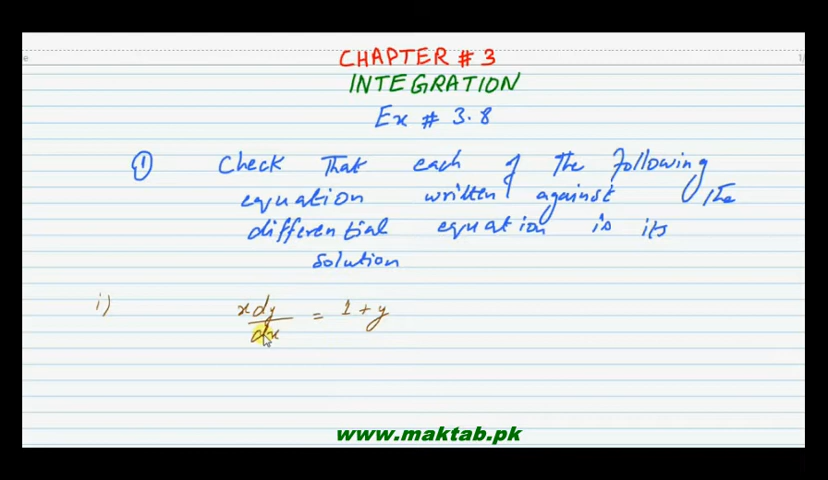 CHAPTER # 3
INTEGRATION
Ex # 3.8
① Check That each of The following
equation written against The
differential equation is its
solution
i) x dy/dx = 1 + y
www.maktab.pk